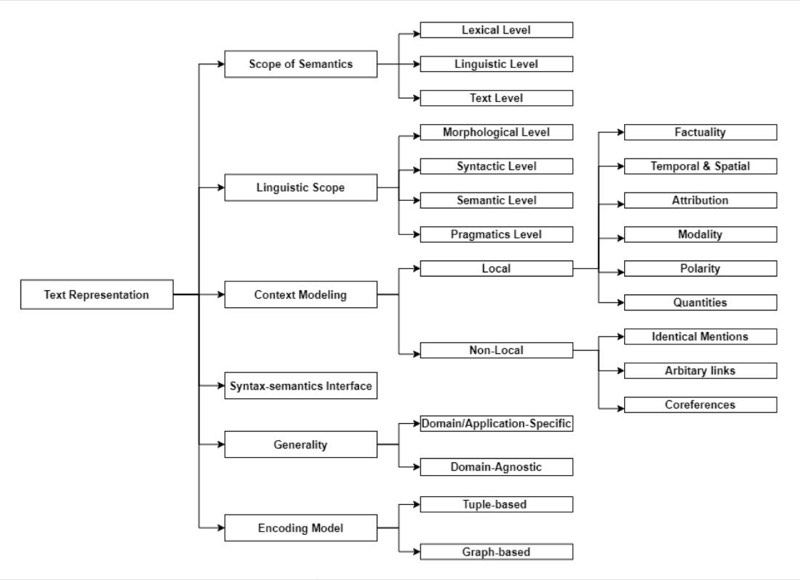 Text Representation
Scope of Semantics
Lexical Level
Linguistic Level
Text Level
Linguistic Scope
Morphological Level
Syntactic Level
Semantic Level
Pragmatics Level
Context Modeling
Local
Factuality
Temporal & Spatial
Attribution
Modality
Polarity
Quantities
Non-Local
Identical Mentions
Arbitary links
Coreferences
Syntax-semantics Interface
Generality
Domain/Application-Specific
Domain-Agnostic
Encoding Model
Tuple-based
Graph-based